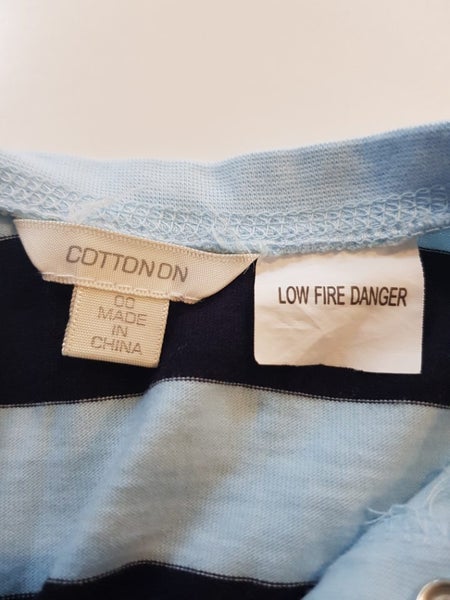 COTTON ON
00
MADE
IN
CHINA
LOW FIRE DANGER